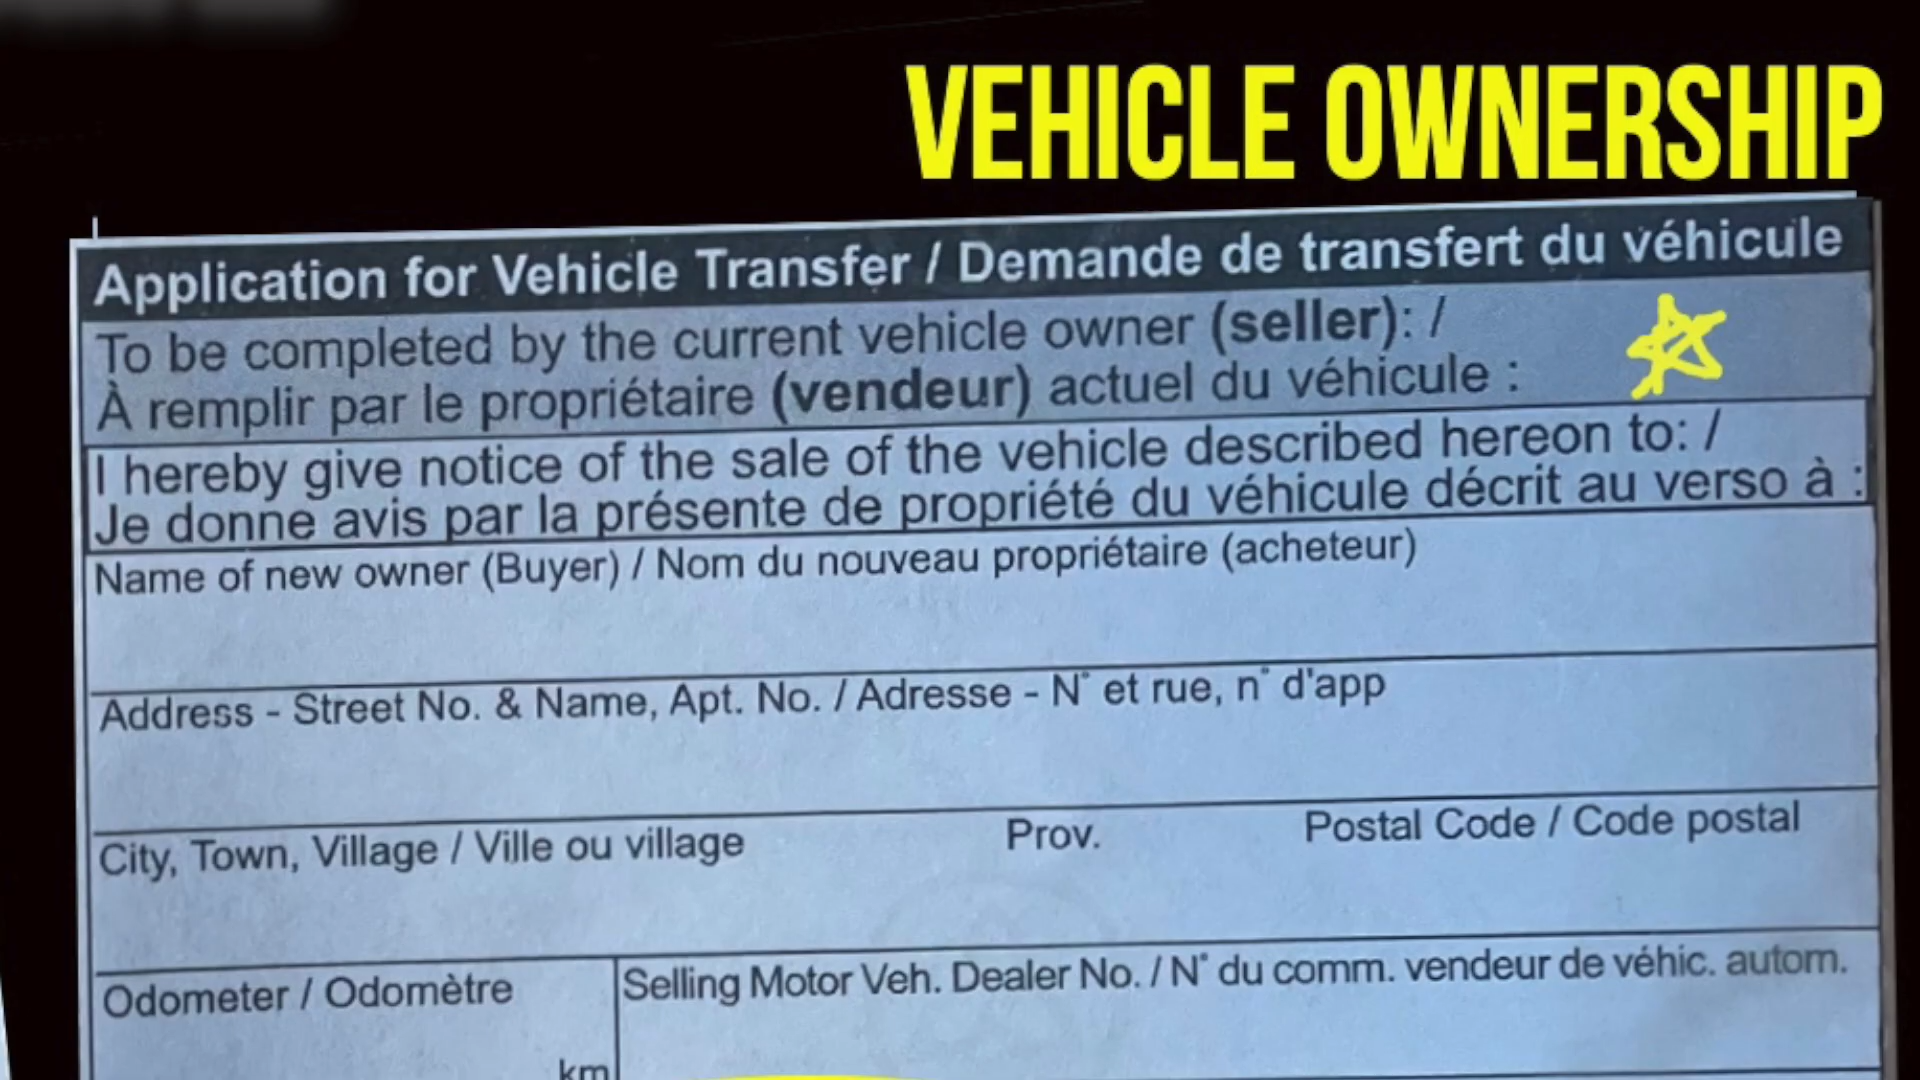 VEHICLE OWNERSHIP
Application for Vehicle Transfer / Demande de transfert du véhicule
To be completed by the current vehicle owner (seller): /
À remplir par le propriétaire (vendeur) actuel du véhicule :
I hereby give notice of the sale of the vehicle described hereon to: /
Je donne avis par la présente de propriété du véhicule décrit au verso à :
Name of new owner (Buyer) / Nom du nouveau propriétaire (acheteur)
Address - Street No. & Name, Apt. No. / Adresse - N° et rue, n° d'app
City, Town, Village / Ville ou village Prov. Postal Code / Code postal
Odometer / Odomètre Selling Motor Veh. Dealer No. / N° du comm. vendeur de véhic. autom.
km